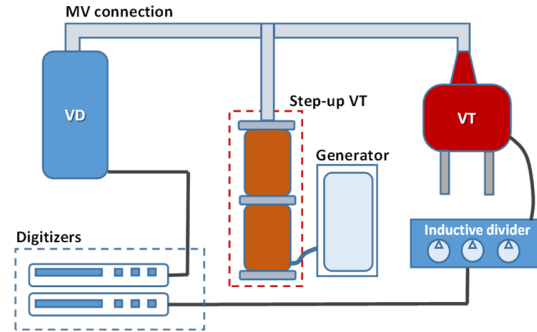 MV connection
VD
Step-up VT
VT
Generator
Inductive divider
Digitizers